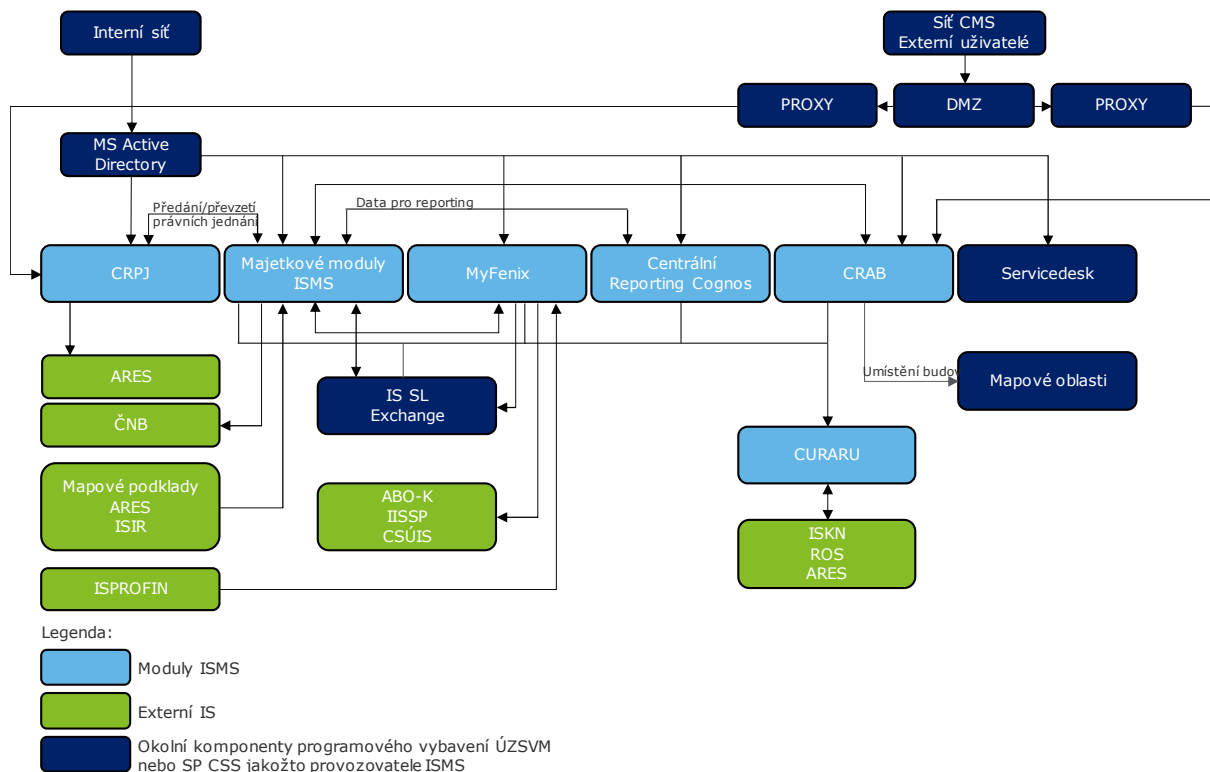 Interní síť
Síť CMS
Externí uživatelé
PROXY
DMZ
PROXY
MS Active
Directory
Předání/převzetí
právních jednání
Data pro reporting
CRPJ
Majetkové moduly
ISMS
MyFenix
Centrální
Reporting Cognos
CRAB
Servicedesk
ARES
ČNB
IS SL
Exchange
Umístění budov
Mapové oblasti
CURARU
Mapové podklady
ARES
ISIR
ABO-K
IISSP
CSÚIS
ISKN
ROS
ARES
ISPROFIN
Legenda:
Moduly ISMS
Externí IS
Okolní komponenty programového vybavení ÚZSVM
nebo SP CSS jakožto provozovatele ISMS